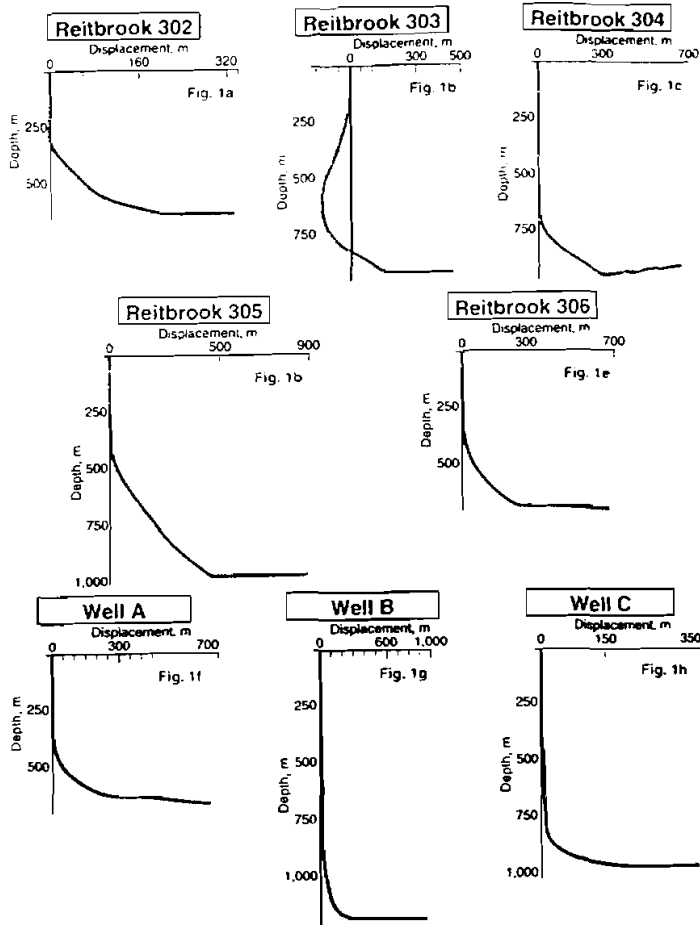 Reitbrook 302
Displacement, m
0 160 320
Fig. 1a
Depth, m
250
500
Reitbrook 303
Displacement, m
0 300 500
Fig. 1b
Depth, m
250
500
750
Reitbrook 304
Displacement, m
0 300 700
Fig. 1c
Depth, m
250
500
750
Reitbrook 305
Displacement, m
0 500 900
Fig. 1b
Depth, m
250
500
750
1,000
Reitbrook 306
Displacement, m
0 300 700
Fig. 1e
Depth, m
250
500
Well A
Displacement, m
0 300 700
Fig. 1f
Depth, m
250
500
Well B
Displacement, m
0 600 1,000
Fig. 1g
Depth, m
250
500
750
1,000
Well C
Displacement, m
0 150 350
Fig. 1h
Depth, m
250
500
750
1,000